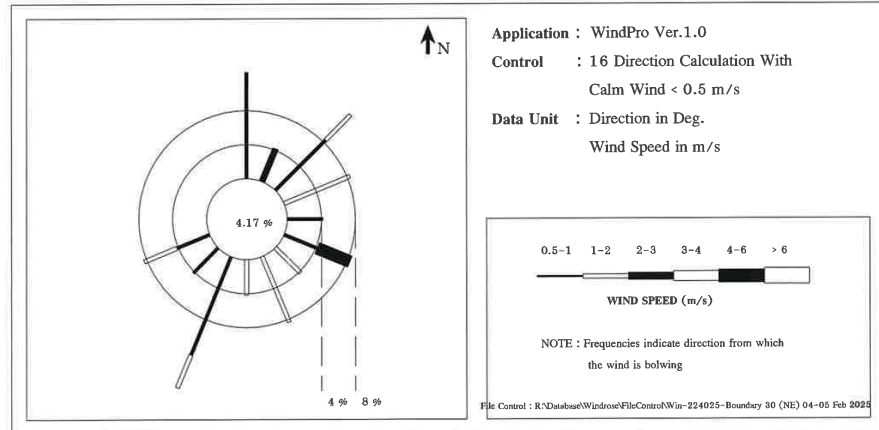 N
4.17 %
4 % 8 %
Application : WindPro Ver.1.0
Control : 16 Direction Calculation With
Calm Wind < 0.5 m/s
Data Unit : Direction in Deg.
Wind Speed in m/s
0.5-1 1-2 2-3 3-4 4-6 > 6
WIND SPEED (m/s)
NOTE : Frequencies indicate direction from which
the wind is bolwing
File Control : R:\Database\Windrose\FileControl\Win-224025-Boundary 30 (NE) 04-05 Feb 2025